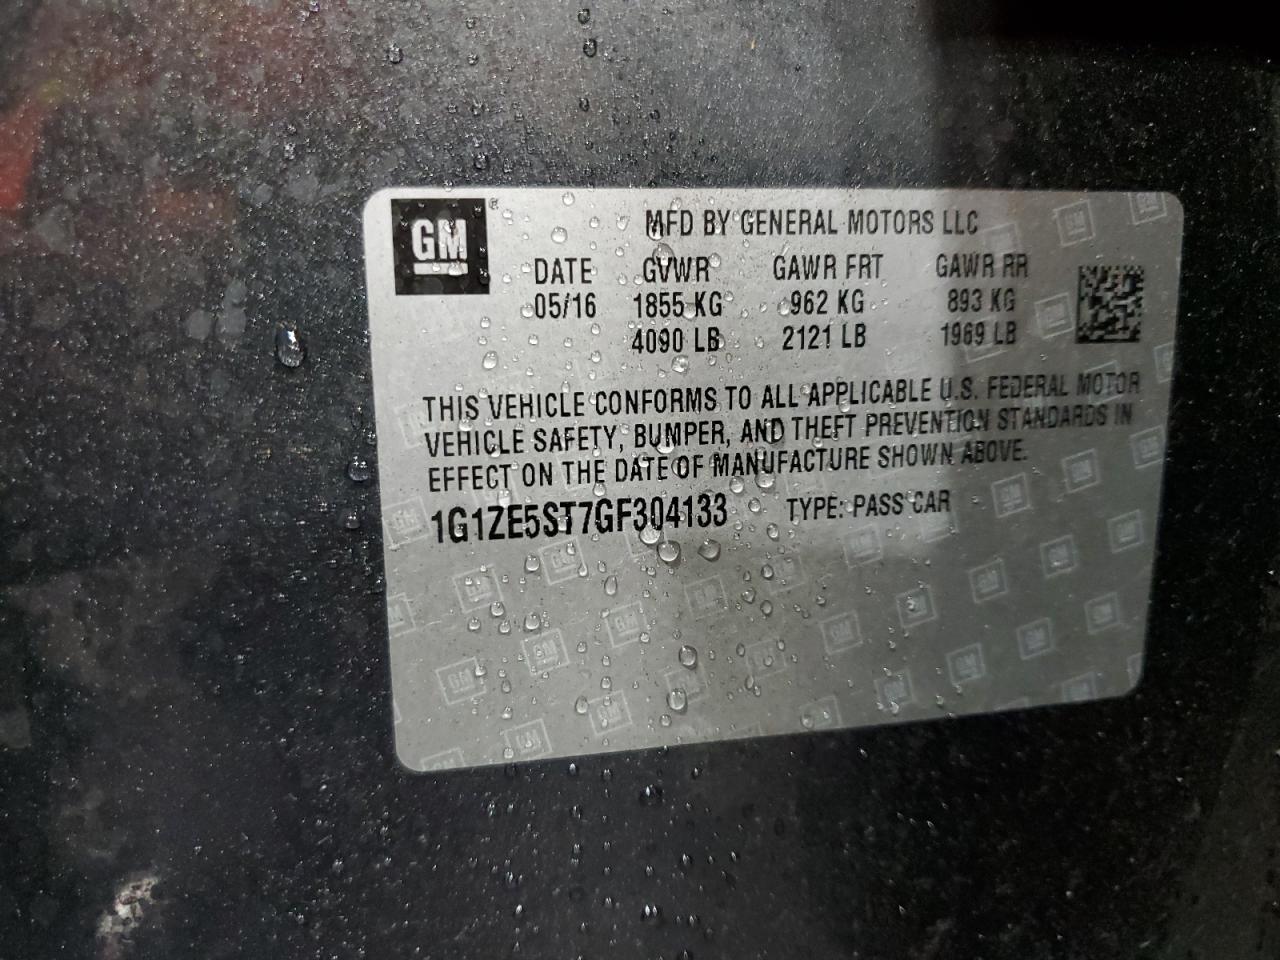 GM ® MFD BY GENERAL MOTORS LLC
DATE GVWR GAWR FRT GAWR RR
05/16 1855 KG 962 KG 893 KG
4090 LB 2121 LB 1969 LB
THIS VEHICLE CONFORMS TO ALL APPLICABLE U.S. FEDERAL MOTOR
VEHICLE SAFETY, BUMPER, AND THEFT PREVENTION STANDARDS IN
EFFECT ON THE DATE OF MANUFACTURE SHOWN ABOVE.
1G1ZE5ST7GF304133 TYPE: PASS CAR